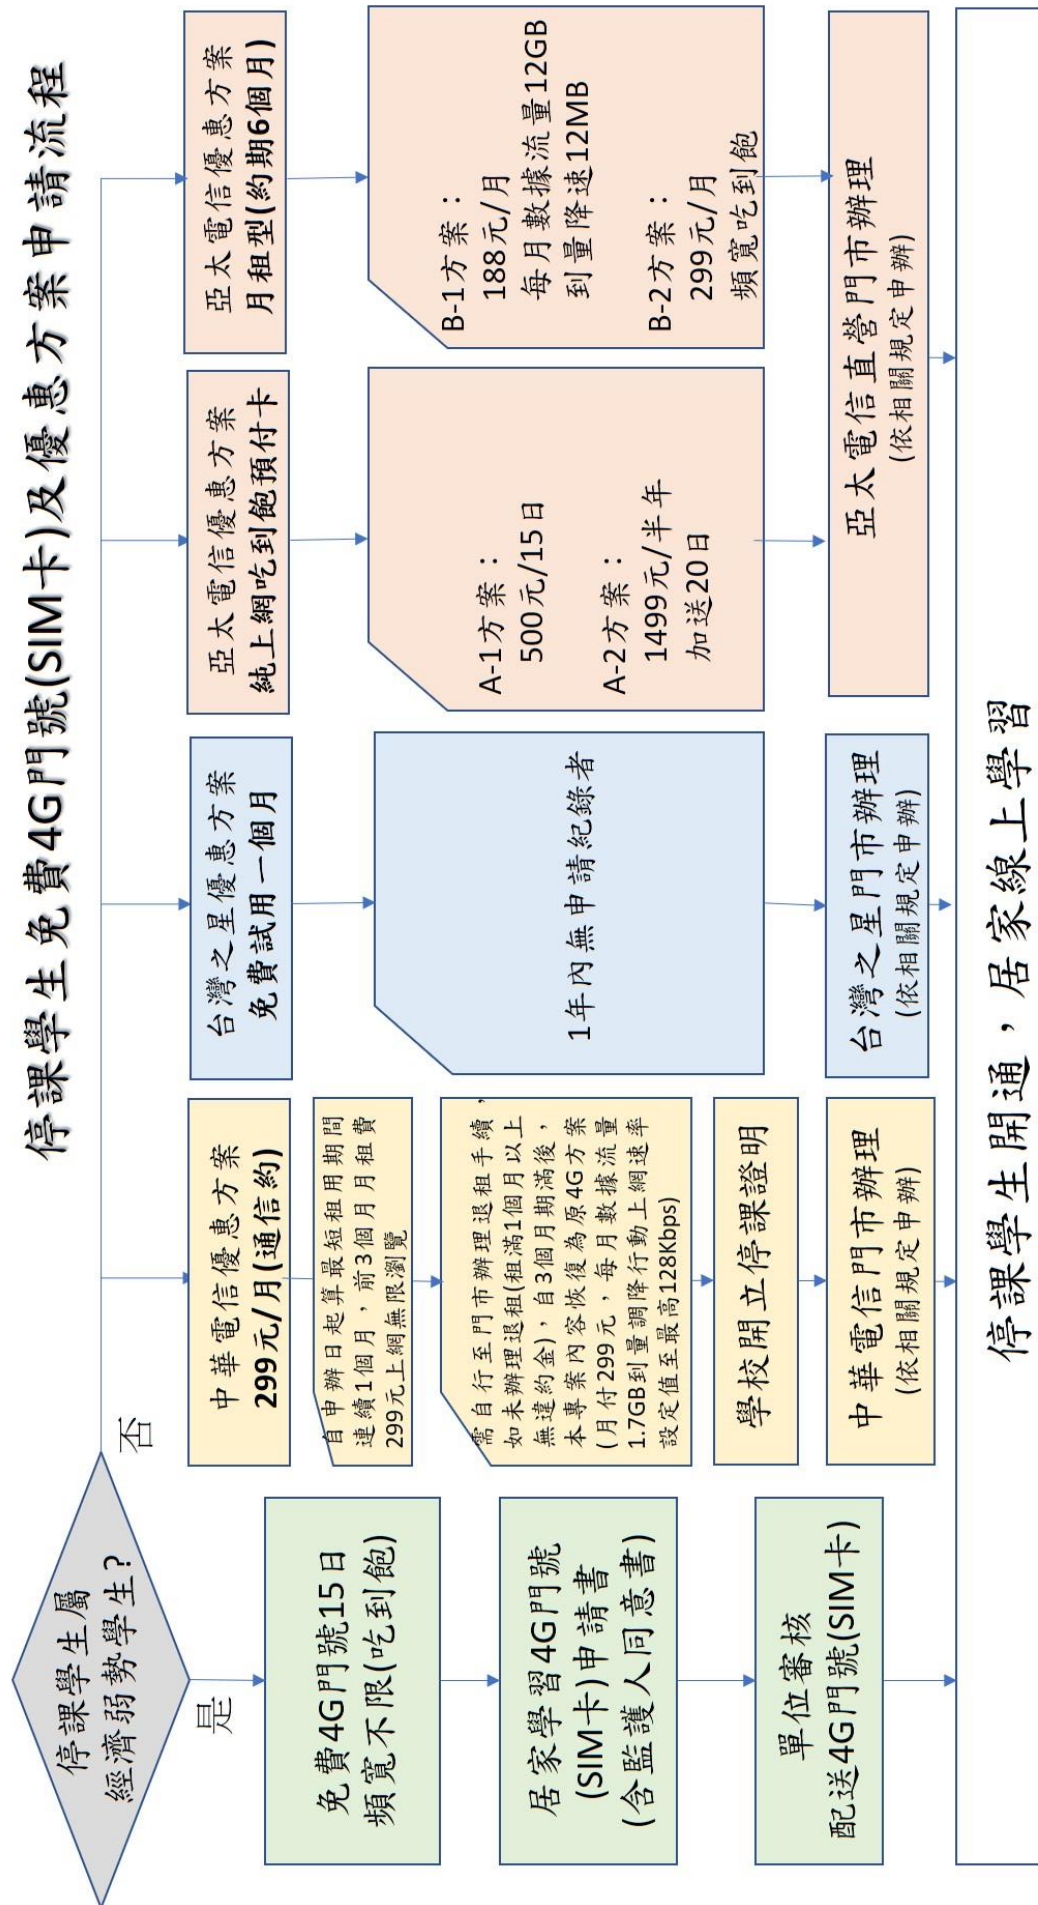 停課學生免費4G門號(SIM卡)及優惠方案申請流程
停課學生屬
經濟弱勢學生?
是
否
免費4G門號15日
頻寬不限(吃到飽)
居家學習4G門號
(SIM卡)申請書
(含監護人同意書)
單位審核
配送4G門號(SIM卡)
中華電信優惠方案
299元/月(通信約)
自申辦日起算最短租用期間
連續1個月,前3個月月租費
299元上網無限瀏覽
需自行至門市辦理退租手續,
如未辦理退租(租滿1個月以上
無違約金),自3個月期滿後,
本專案內容恢復為原4G方案
(月付299元,每月數據流量
1.7GB到量調降行動上網速率
設定值至最高128Kbps)
學校開立停課證明
中華電信門市辦理
(依相關規定申辦)
台灣之星優惠方案
免費試用一個月
1年內無申請紀錄者
台灣之星門市辦理
(依相關規定申辦)
亞太電信優惠方案
純上網吃到飽預付卡
A-1方案:
500元/15日
A-2方案:
1499元/半年
加送20日
亞太電信優惠方案
月租型(約期6個月)
B-1方案:
188元/月
每月數據流量12GB
到量降速12MB
B-2方案:
299元/月
頻寬吃到飽
亞太電信直營門市辦理
(依相關規定申辦)
停課學生開通,居家線上學習